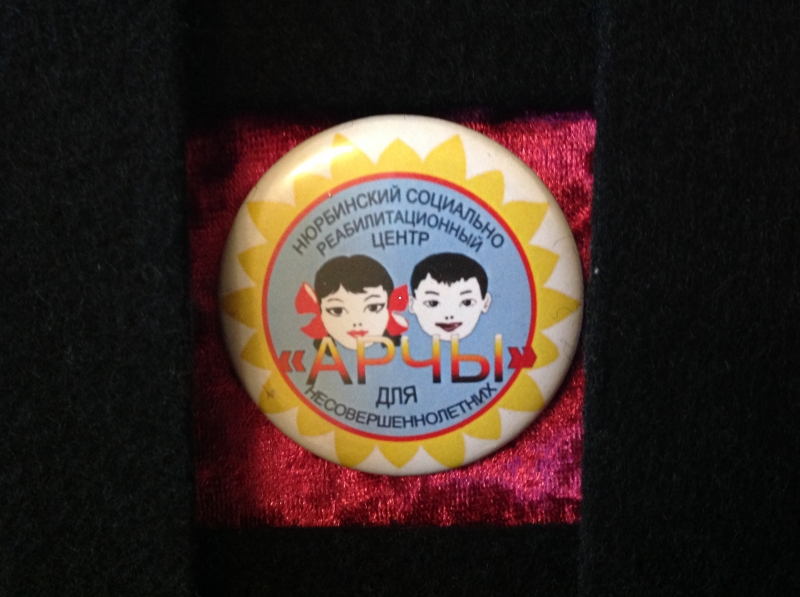 НЮРБИНСКИЙ СОЦИАЛЬНО
РЕАБИЛИТАЦИОННЫЙ
ЦЕНТР
«АРЧЫ»
ДЛЯ
НЕСОВЕРШЕННОЛЕТНИХ